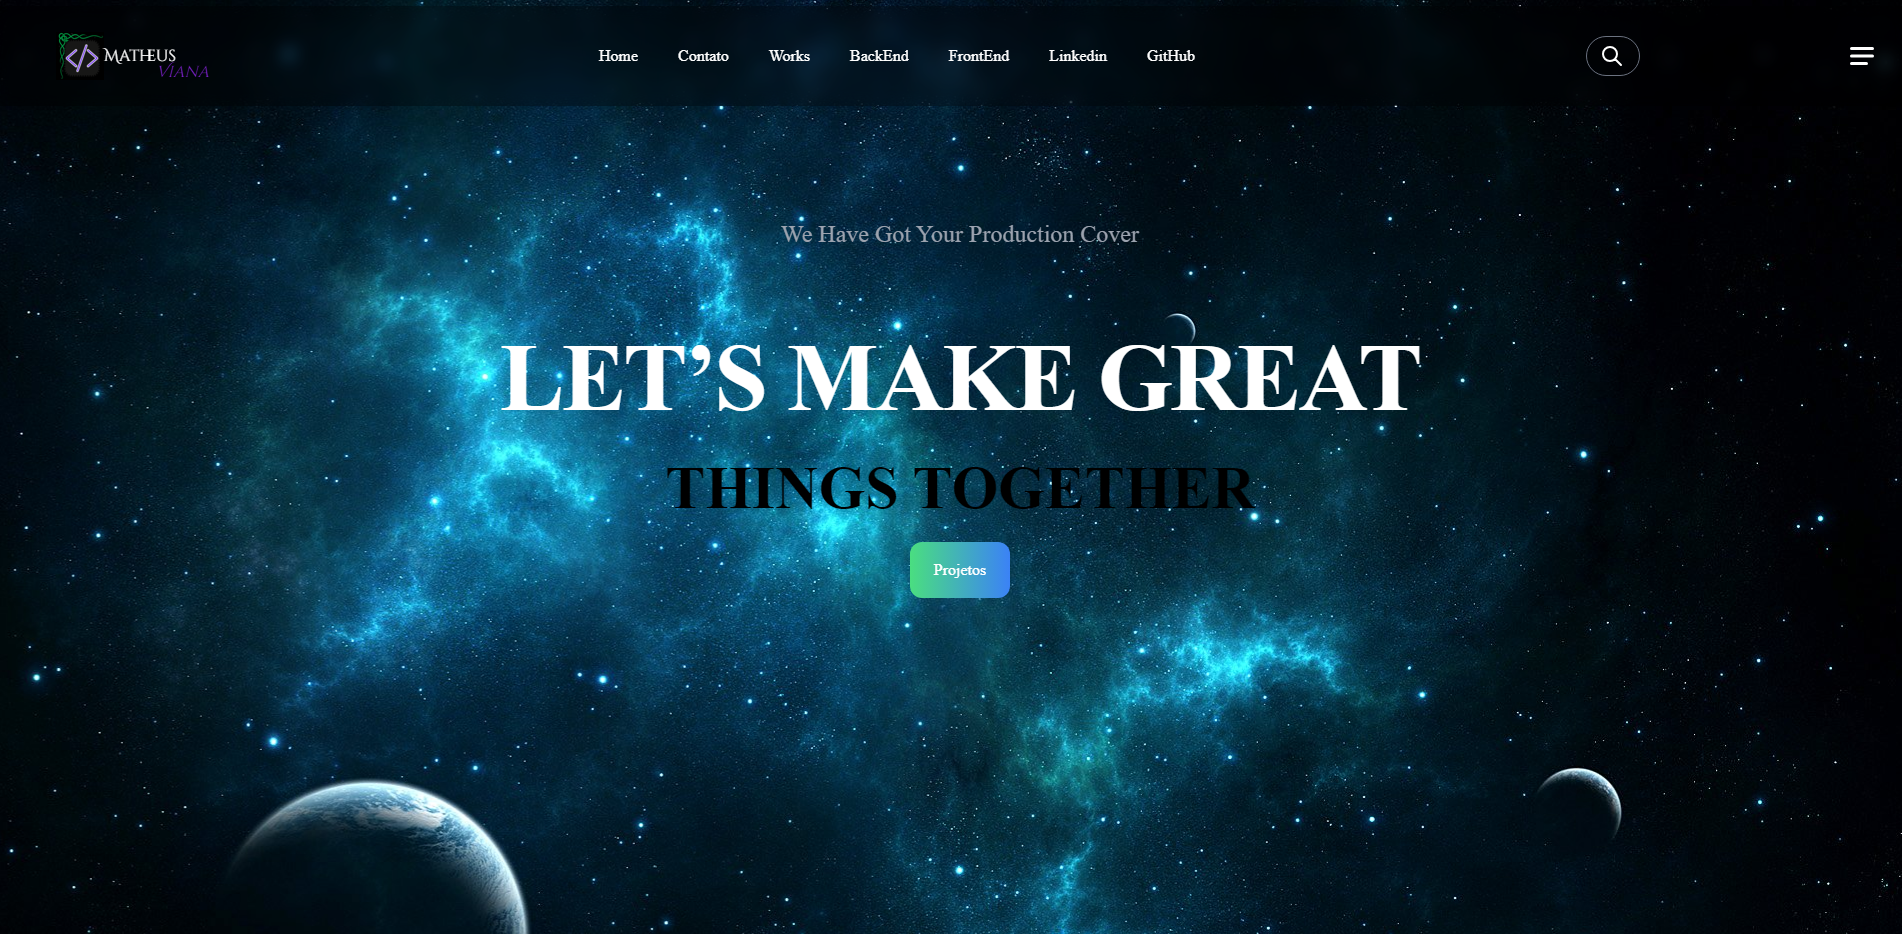 </> MATHEUS
VIANA
Home Contato Works BackEnd FrontEnd Linkedin GitHub
We Have Got Your Production Cover
LET’S MAKE GREAT
THINGS TOGETHER
Projetos